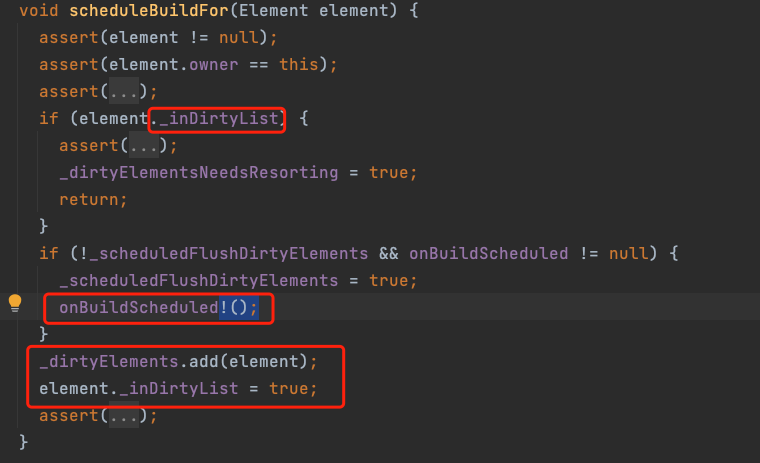 void scheduleBuildFor(Element element) {
assert(element != null);
assert(element.owner == this);
assert(...);
if (element._inDirtyList) {
assert(...);
_dirtyElementsNeedsResorting = true;
return;
}
if (!_scheduledFlushDirtyElements && onBuildScheduled != null) {
_scheduledFlushDirtyElements = true;
onBuildScheduled!();
}
_dirtyElements.add(element);
element._inDirtyList = true;
assert(...);
}